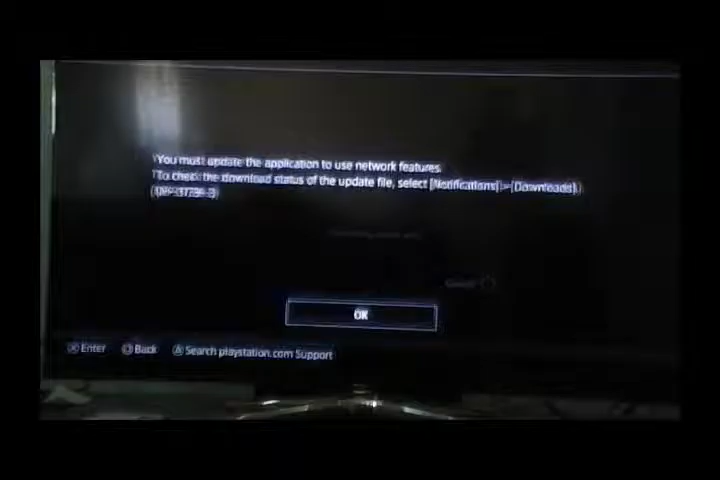 You must update the application to use network features.
To check the download status of the update file, select [Notifications] > [Downloads].
OK
Enter
Back
Search playstation.com Support